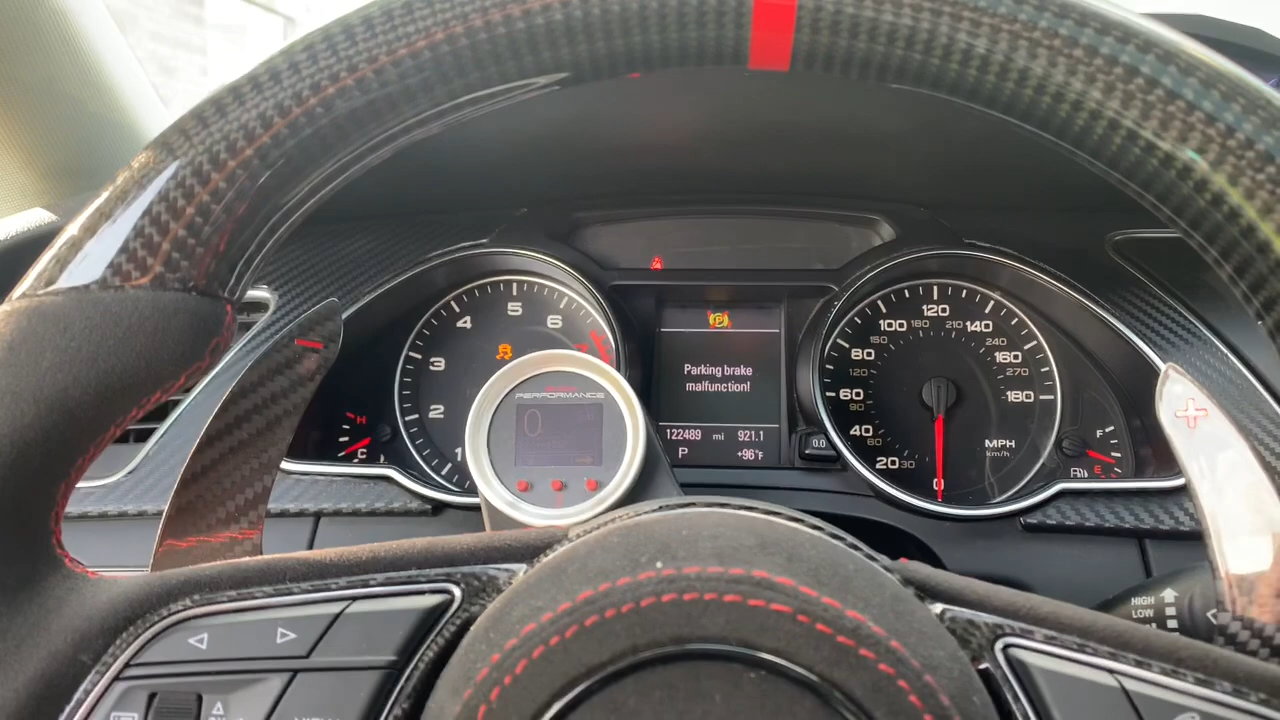 4
5
6
3
2
1
H
C
PERFORMANCE
0
P
Parking brake
malfunction!
122489 mi 921.1
P +96°F
0.0
120
100 180 210 140
80 150 240 160
120 270
60 180
90
40 60
20 30
0
MPH
km/h
F
E
+
HIGH
LOW